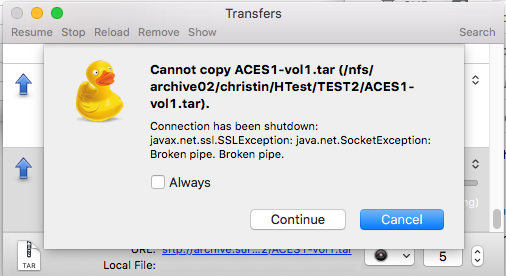 Transfers
Resume Stop Reload Remove Show Search
Cannot copy ACES1-vol1.tar (/nfs/
archive02/christin/HTest/TEST2/ACES1-
vol1.tar).
Connection has been shutdown:
javax.net.ssl.SSLException: java.net.SocketException:
Broken pipe. Broken pipe.
Always
Continue Cancel
URL: sftp://archive.sur...2/ACES1-vol1.tar
Local File: 5
TAR